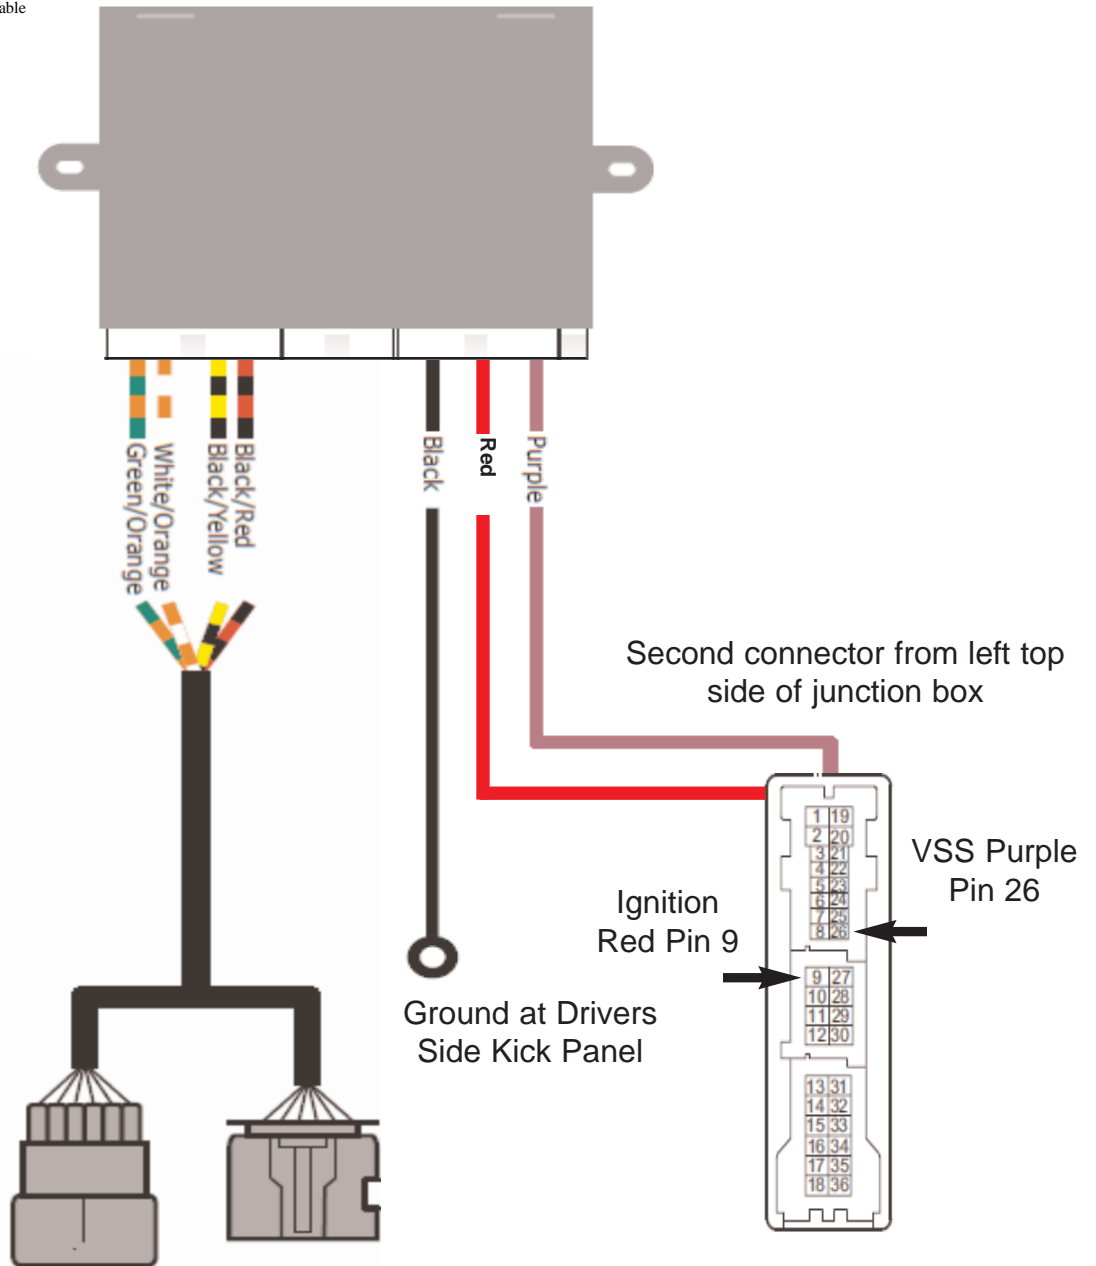 able
Green/Orange
White/Orange
Black/Yellow
Black/Red
Black
Red
Purple
Second connector from left top
side of junction box
VSS Purple
Pin 26
Ignition
Red Pin 9
Ground at Drivers
Side Kick Panel
1 19
2 20
3 21
4 22
5 23
6 24
7 25
8 26
9 27
10 28
11 29
12 30
13 31
14 32
15 33
16 34
17 35
18 36